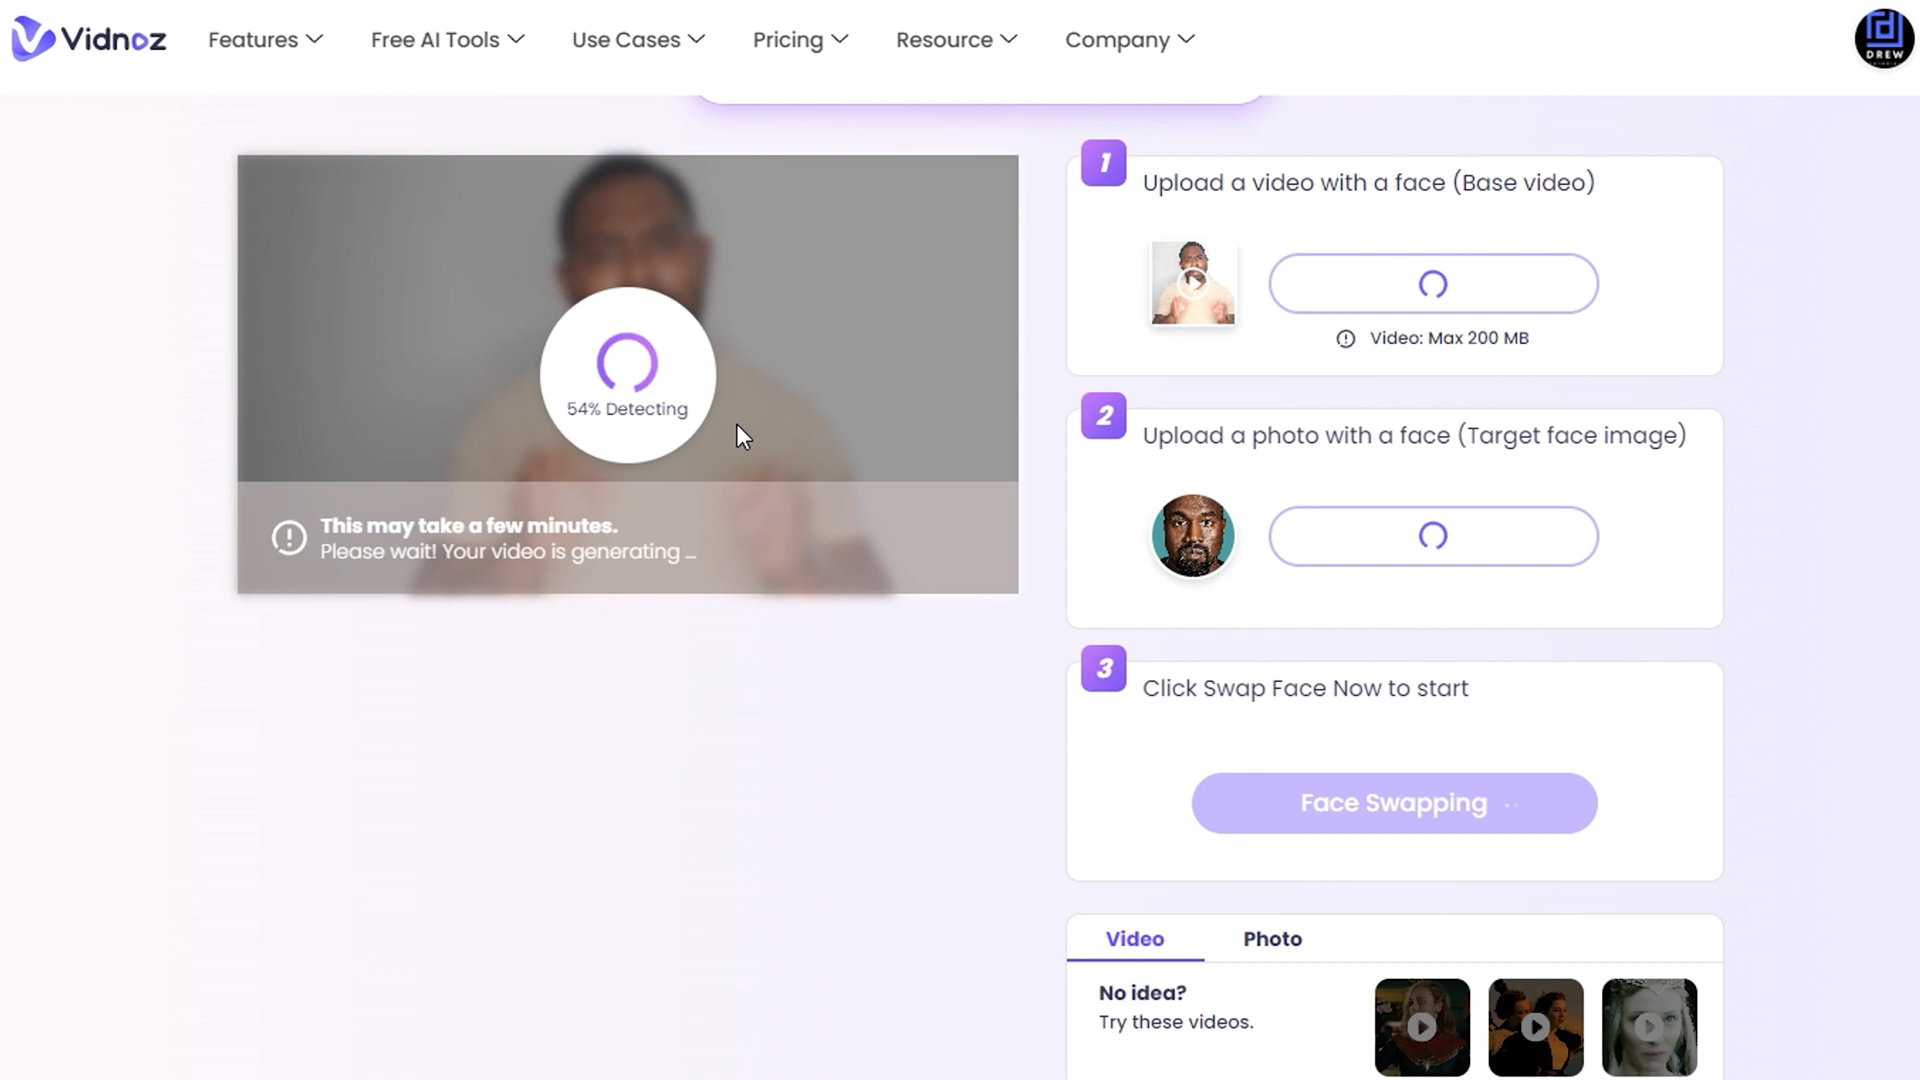 Vidnoz
Features
Free AI Tools
Use Cases
Pricing
Resource
Company
DREW
54% Detecting
This may take a few minutes.
Please wait! Your video is generating ...
1
Upload a video with a face (Base video)
Video: Max 200 MB
2
Upload a photo with a face (Target face image)
3
Click Swap Face Now to start
Face Swapping
Video
Photo
No idea?
Try these videos.